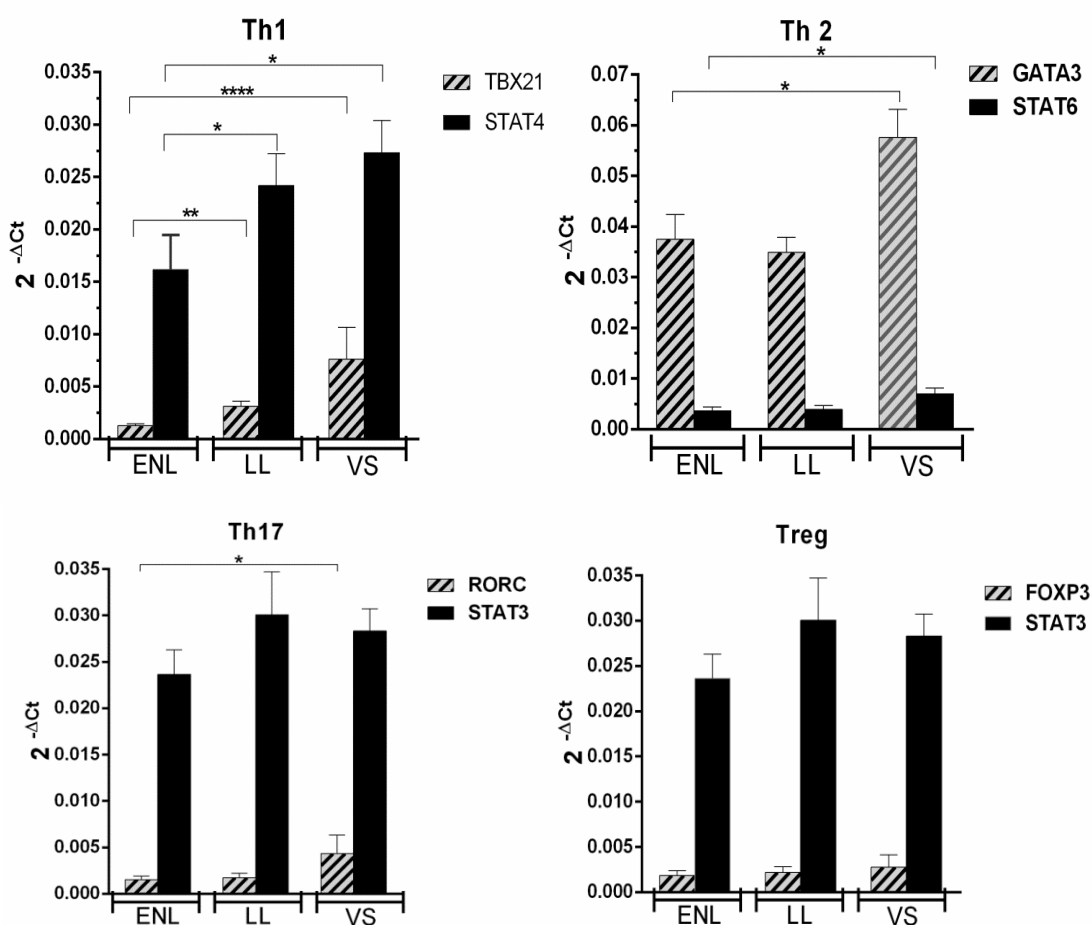 Th1
TBX21
STAT4
*
****
*
**
0.035
0.030
0.025
0.020
0.015
0.010
0.005
0.000
2^-ΔCt
ENL LL VS
Th 2
GATA3
STAT6
*
*
0.07
0.06
0.05
0.04
0.03
0.02
0.01
0.00
2^-ΔCt
ENL LL VS
Th17
RORC
STAT3
*
0.035
0.030
0.025
0.020
0.015
0.010
0.005
0.000
2^-ΔCt
ENL LL VS
Treg
FOXP3
STAT3
0.035
0.030
0.025
0.020
0.015
0.010
0.005
0.000
2^-ΔCt
ENL LL VS